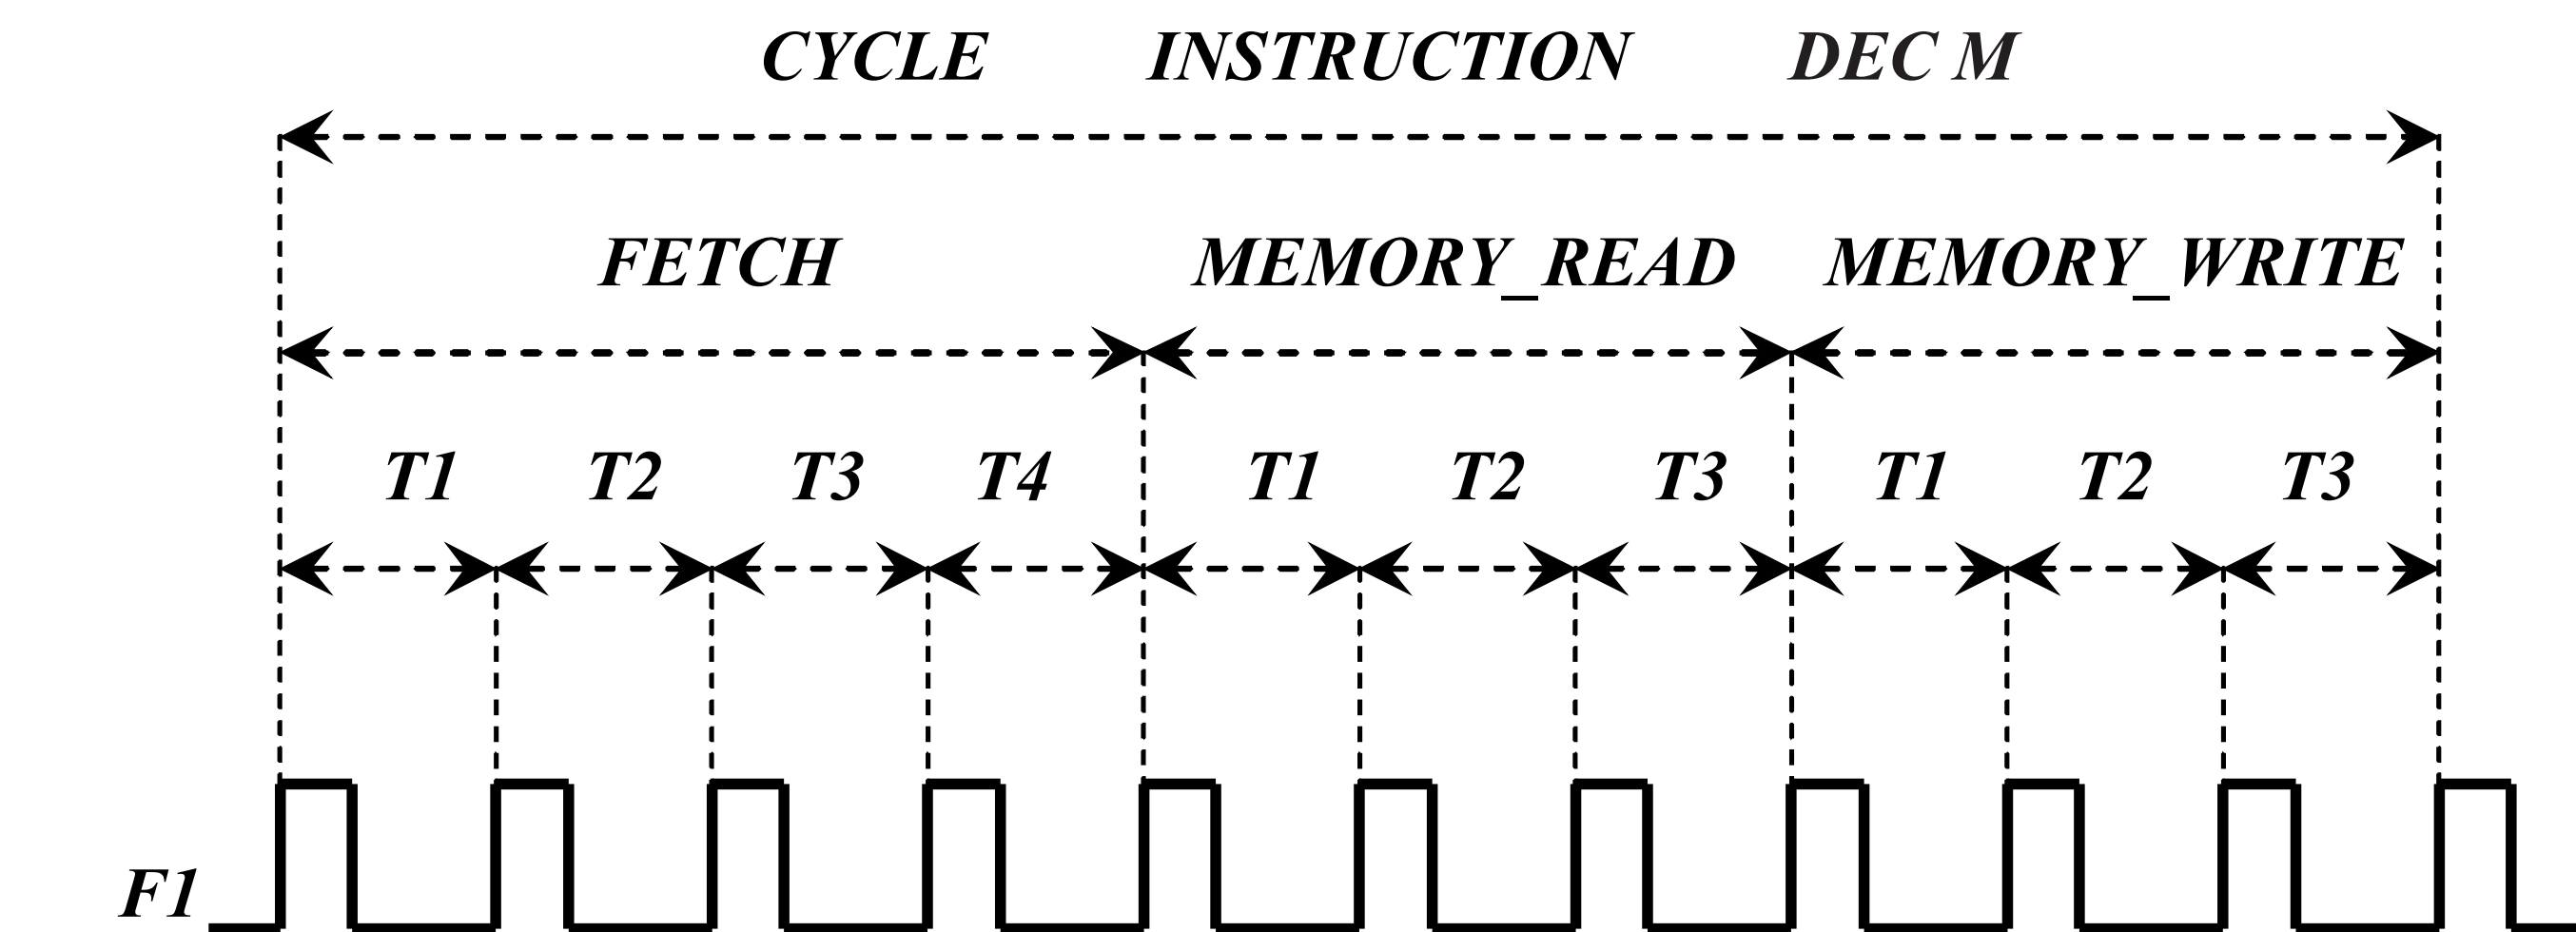 CYCLE INSTRUCTION DEC M
FETCH MEMORY_READ MEMORY_WRITE
T1 T2 T3 T4 T1 T2 T3 T1 T2 T3
F1